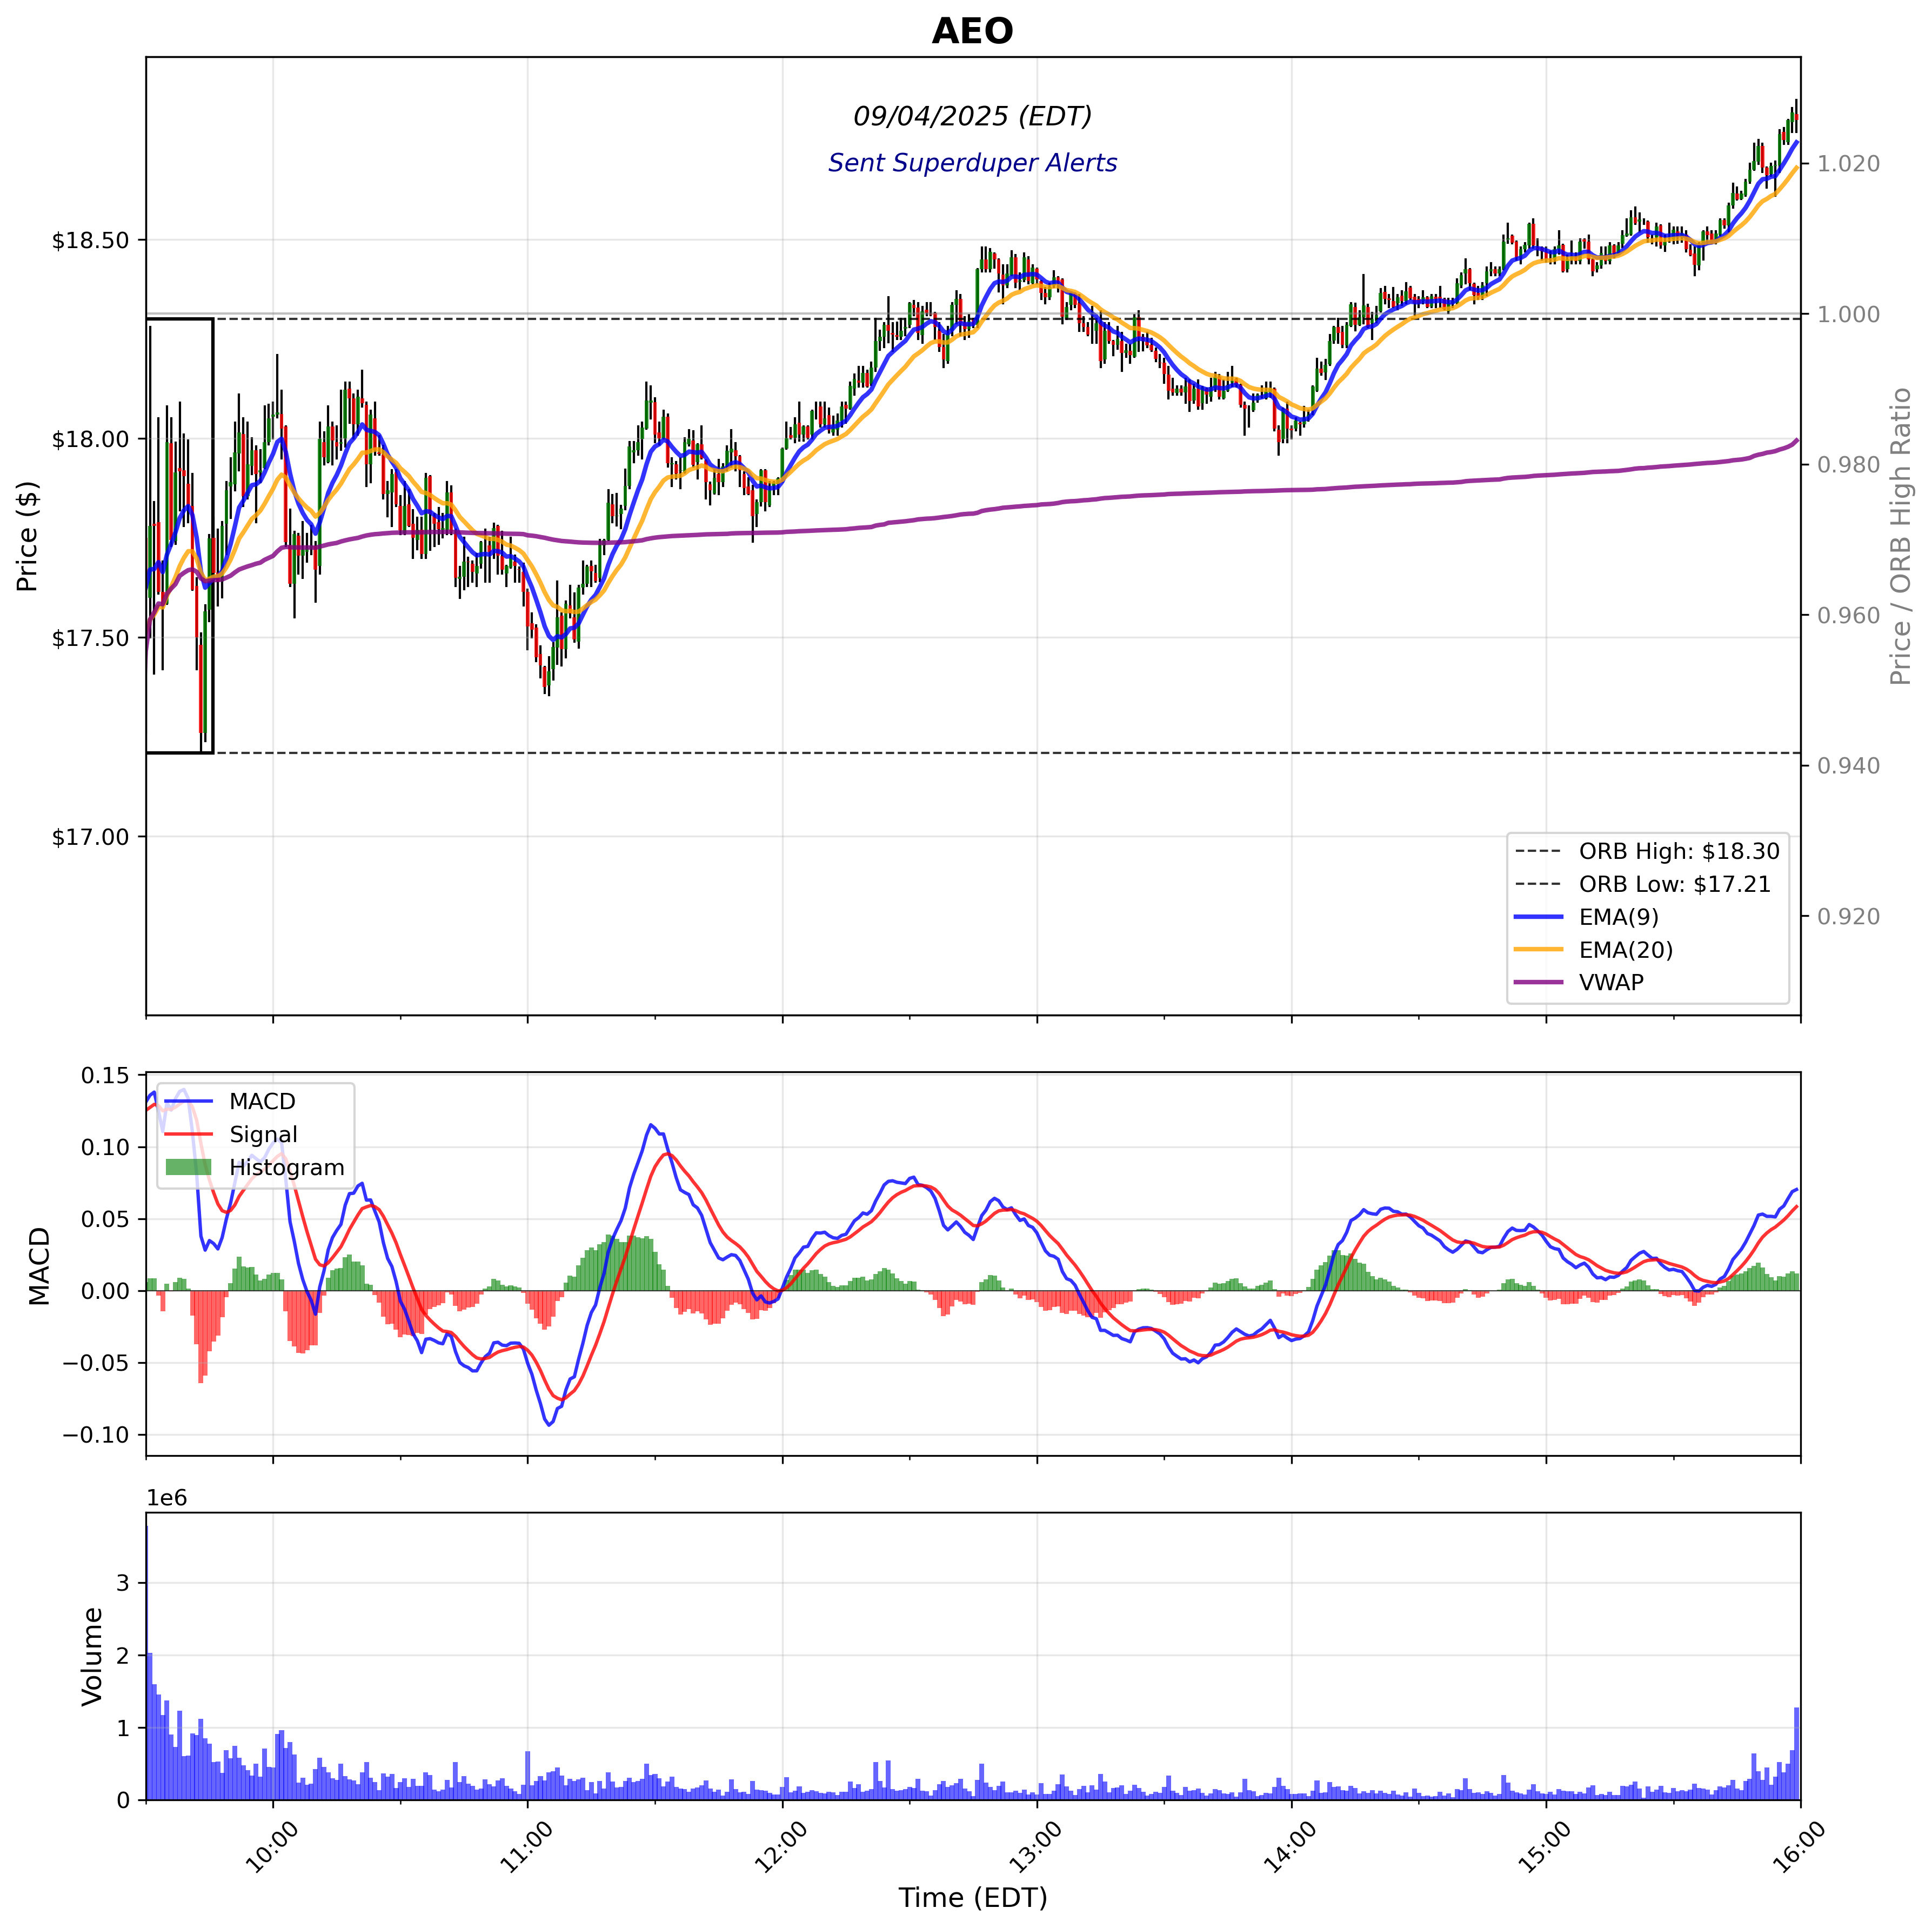 AEO
09/04/2025 (EDT)
Sent Superduper Alerts
Price ($)
$18.50
$18.00
$17.50
$17.00
1.020
1.000
0.980
0.960
0.940
0.920
Price / ORB High Ratio
ORB High: $18.30
ORB Low: $17.21
EMA(9)
EMA(20)
VWAP
MACD
0.15
0.10
0.05
0.00
−0.05
−0.10
MACD
Signal
Histogram
1e6
Volume
3
2
1
0
10:00
11:00
12:00
13:00
14:00
15:00
16:00
Time (EDT)